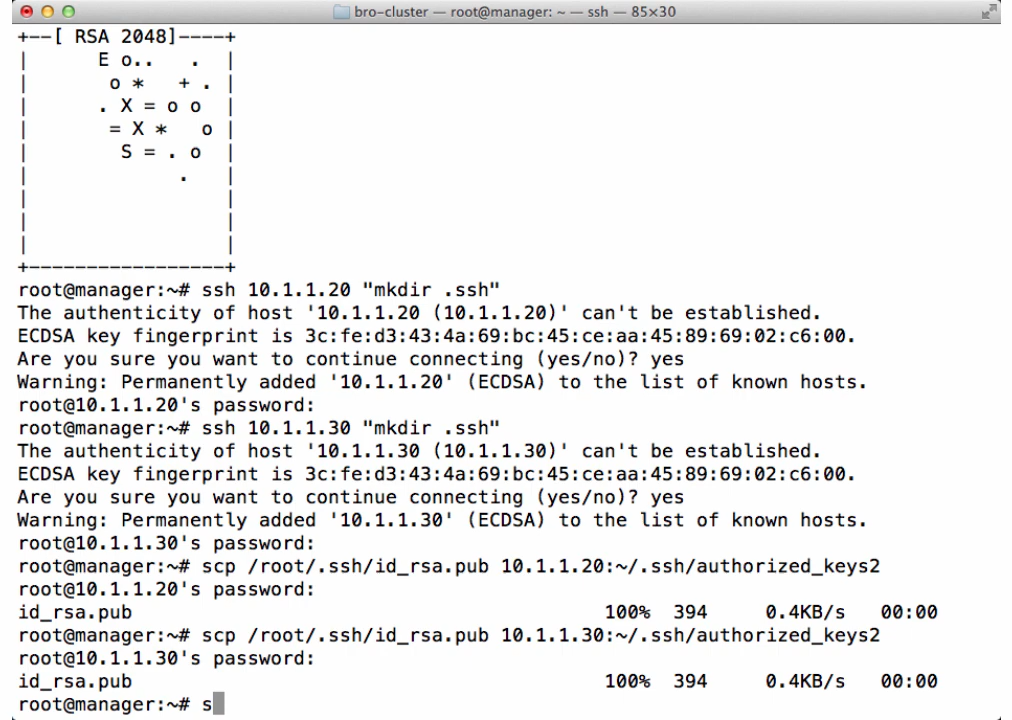 bro-cluster — root@manager: ~ — ssh — 85×30
+--[ RSA 2048]----+
|      E o..   .  |
|       o *   + . |
|      . X = o o  |
|       = X *   o |
|        S = . o  |
|             .   |
|                 |
|                 |
|                 |
+-----------------+
root@manager:~# ssh 10.1.1.20 "mkdir .ssh"
The authenticity of host '10.1.1.20 (10.1.1.20)' can't be established.
ECDSA key fingerprint is 3c:fe:d3:43:4a:69:bc:45:ce:aa:45:89:69:02:c6:00.
Are you sure you want to continue connecting (yes/no)? yes
Warning: Permanently added '10.1.1.20' (ECDSA) to the list of known hosts.
root@10.1.1.20's password:
root@manager:~# ssh 10.1.1.30 "mkdir .ssh"
The authenticity of host '10.1.1.30 (10.1.1.30)' can't be established.
ECDSA key fingerprint is 3c:fe:d3:43:4a:69:bc:45:ce:aa:45:89:69:02:c6:00.
Are you sure you want to continue connecting (yes/no)? yes
Warning: Permanently added '10.1.1.30' (ECDSA) to the list of known hosts.
root@10.1.1.30's password:
root@manager:~# scp /root/.ssh/id_rsa.pub 10.1.1.20:~/.ssh/authorized_keys2
root@10.1.1.20's password:
id_rsa.pub                                         100%  394     0.4KB/s   00:00
root@manager:~# scp /root/.ssh/id_rsa.pub 10.1.1.30:~/.ssh/authorized_keys2
root@10.1.1.30's password:
id_rsa.pub                                         100%  394     0.4KB/s   00:00
root@manager:~# s